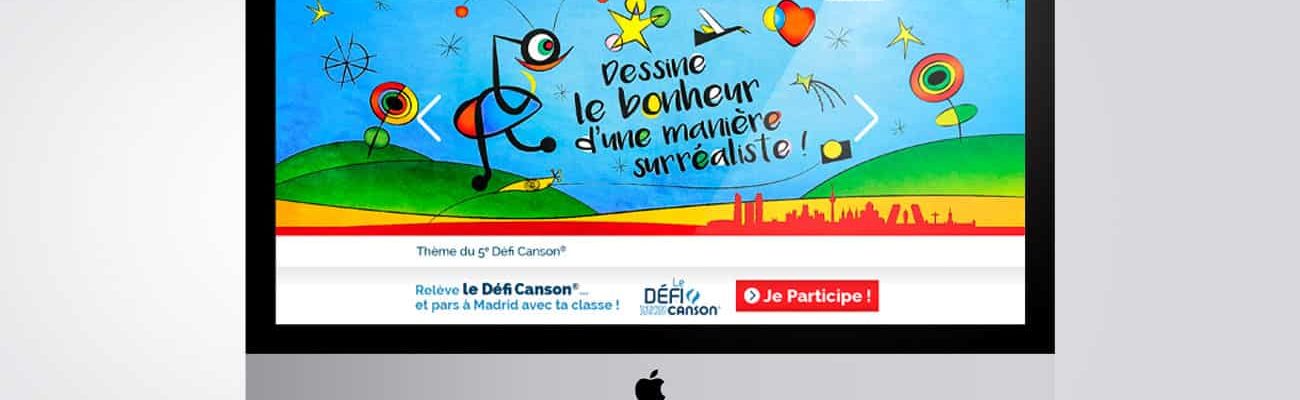 Dessine
le bonheur
d'une manière
surréaliste !
Thème du 5e Défi Canson®
Relève le Défi Canson®...
et pars à Madrid avec ta classe !
Le
DÉFI
CANSON®
Je Participe !